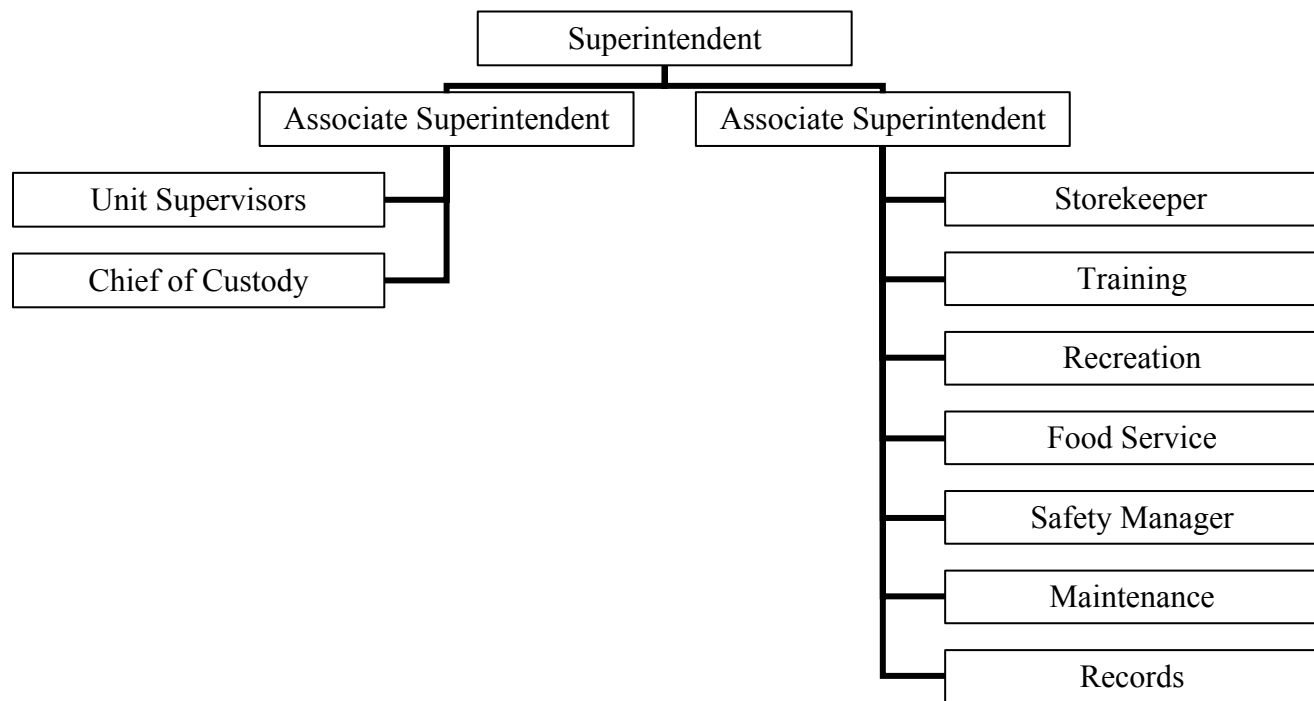 Superintendent
Associate Superintendent
Associate Superintendent
Unit Supervisors
Chief of Custody
Storekeeper
Training
Recreation
Food Service
Safety Manager
Maintenance
Records